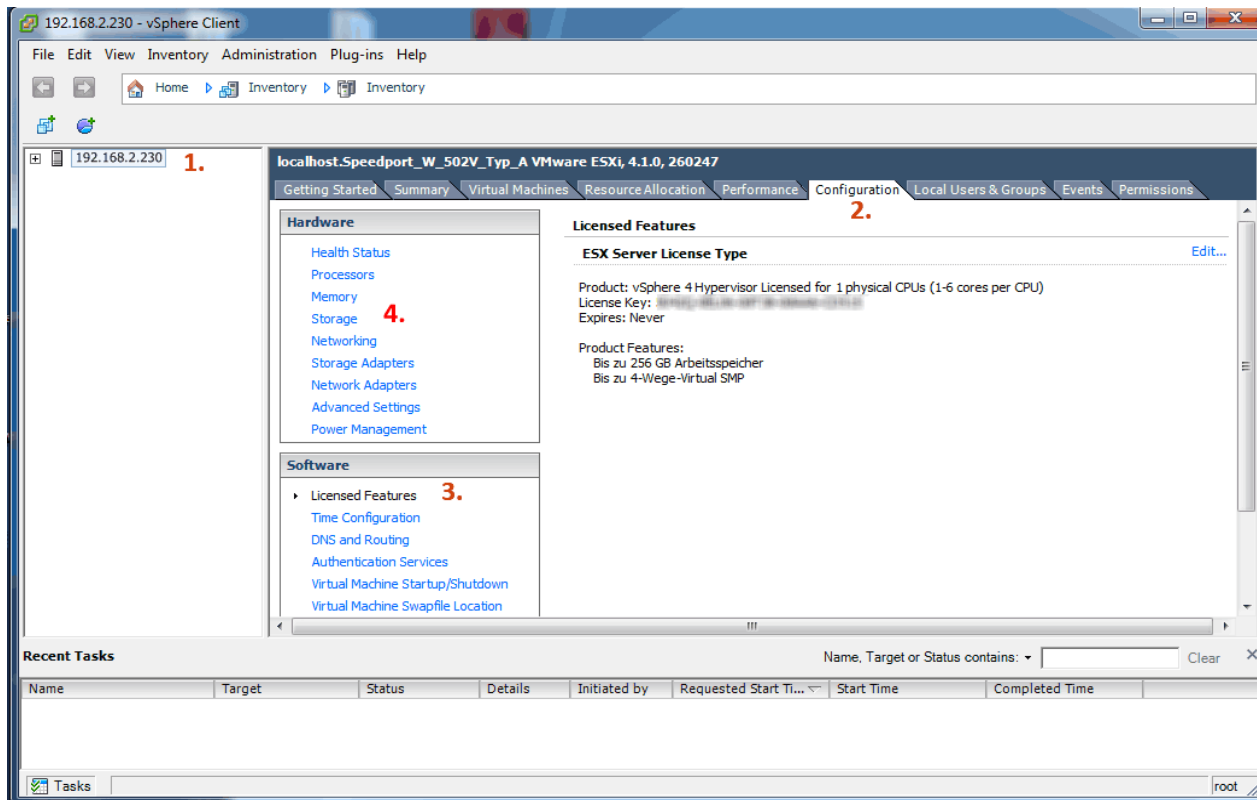 192.168.2.230 - vSphere Client
File Edit View Inventory Administration Plug-ins Help
Home Inventory Inventory
192.168.2.230 1.
localhost.Speedport_W_502V_Typ_A VMware ESXi, 4.1.0, 260247
Getting Started Summary Virtual Machines Resource Allocation Performance Configuration Local Users & Groups Events Permissions
2.
Hardware
Health Status
Processors
Memory
Storage 4.
Networking
Storage Adapters
Network Adapters
Advanced Settings
Power Management
Software
Licensed Features 3.
Time Configuration
DNS and Routing
Authentication Services
Virtual Machine Startup/Shutdown
Virtual Machine Swapfile Location
Licensed Features
ESX Server License Type Edit...
Product: vSphere 4 Hypervisor Licensed for 1 physical CPUs (1-6 cores per CPU)
License Key:
Expires: Never
Product Features:
Bis zu 256 GB Arbeitsspeicher
Bis zu 4-Wege-Virtual SMP
Recent Tasks Name, Target or Status contains: Clear
Name Target Status Details Initiated by Requested Start Ti... Start Time Completed Time
Tasks root